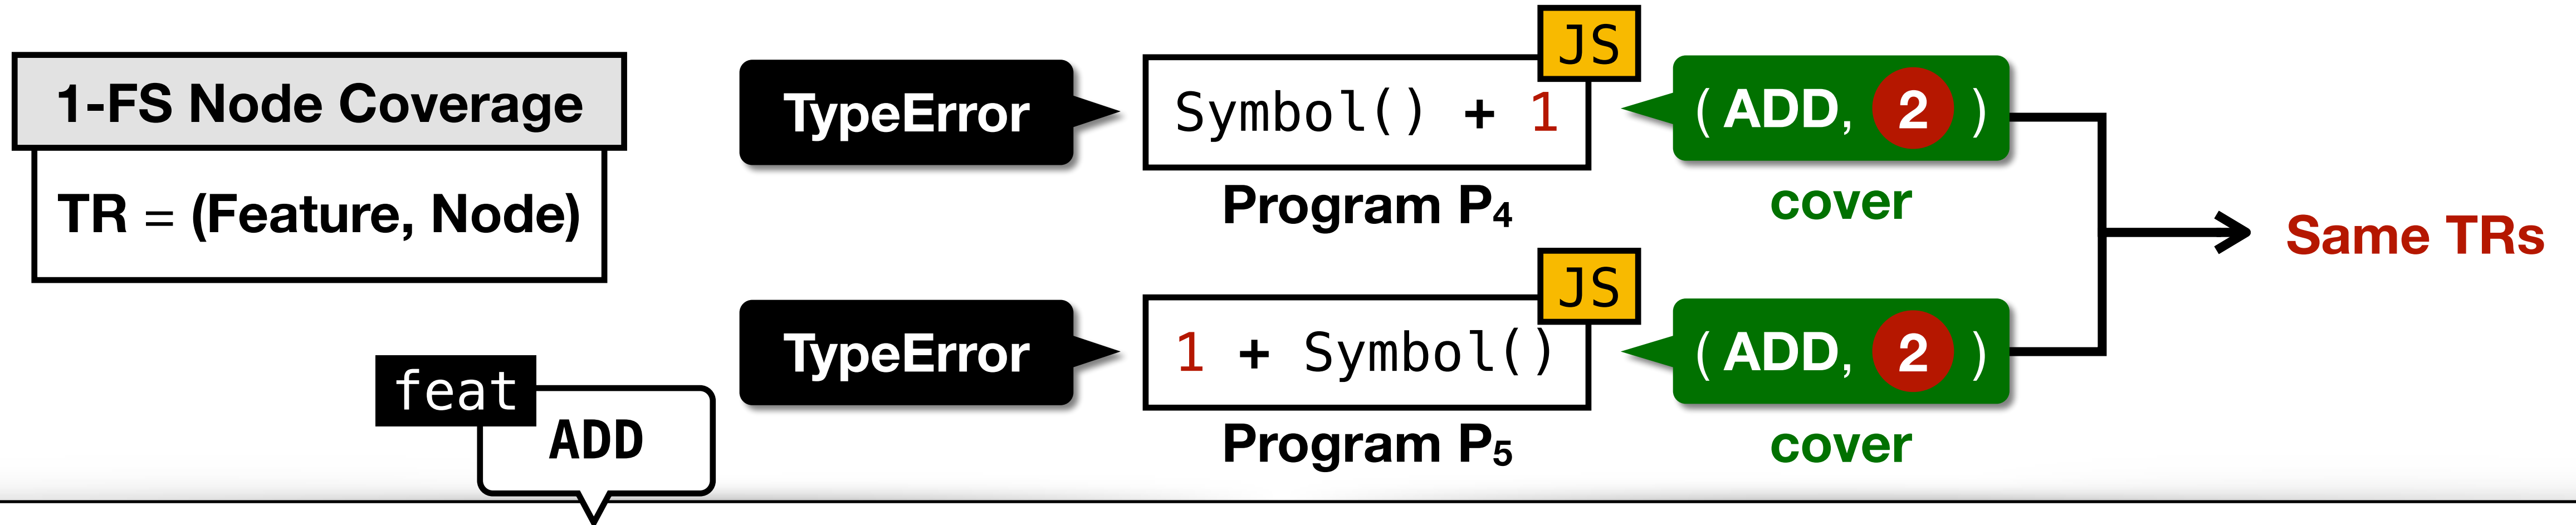 1-FS Node Coverage
TR = (Feature, Node)
TypeError
JS
Symbol() + 1
Program P₄
(ADD, 2)
cover
TypeError
JS
1 + Symbol()
Program P₅
(ADD, 2)
cover
Same TRs
feat
ADD